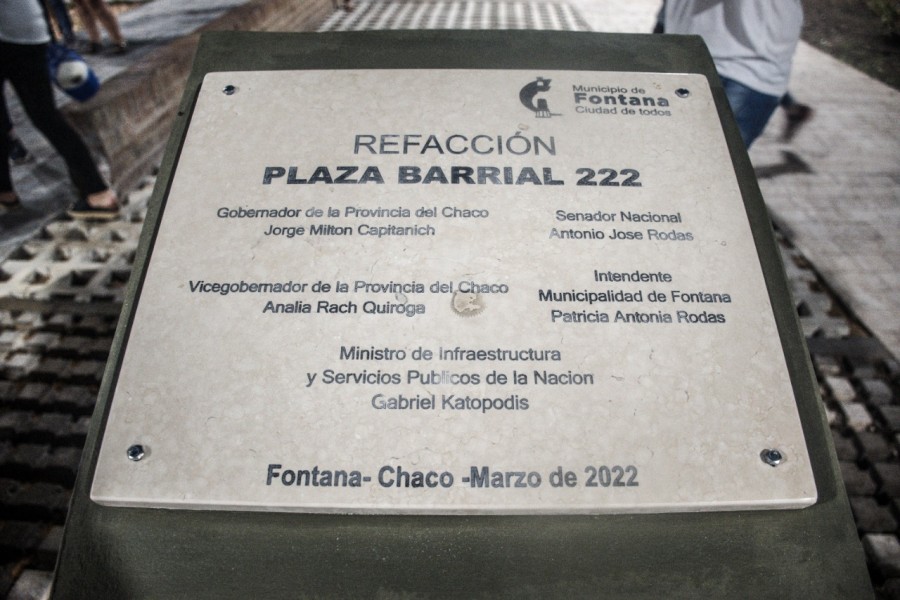 Municipio de
Fontana
Ciudad de todos
REFACCIÓN
PLAZA BARRIAL 222
Gobernador de la Provincia del Chaco
Jorge Milton Capitanich
Senador Nacional
Antonio Jose Rodas
Vicegobernador de la Provincia del Chaco
Analia Rach Quiroga
Intendente
Municipalidad de Fontana
Patricia Antonia Rodas
Ministro de Infraestructura
y Servicios Publicos de la Nacion
Gabriel Katopodis
Fontana- Chaco -Marzo de 2022